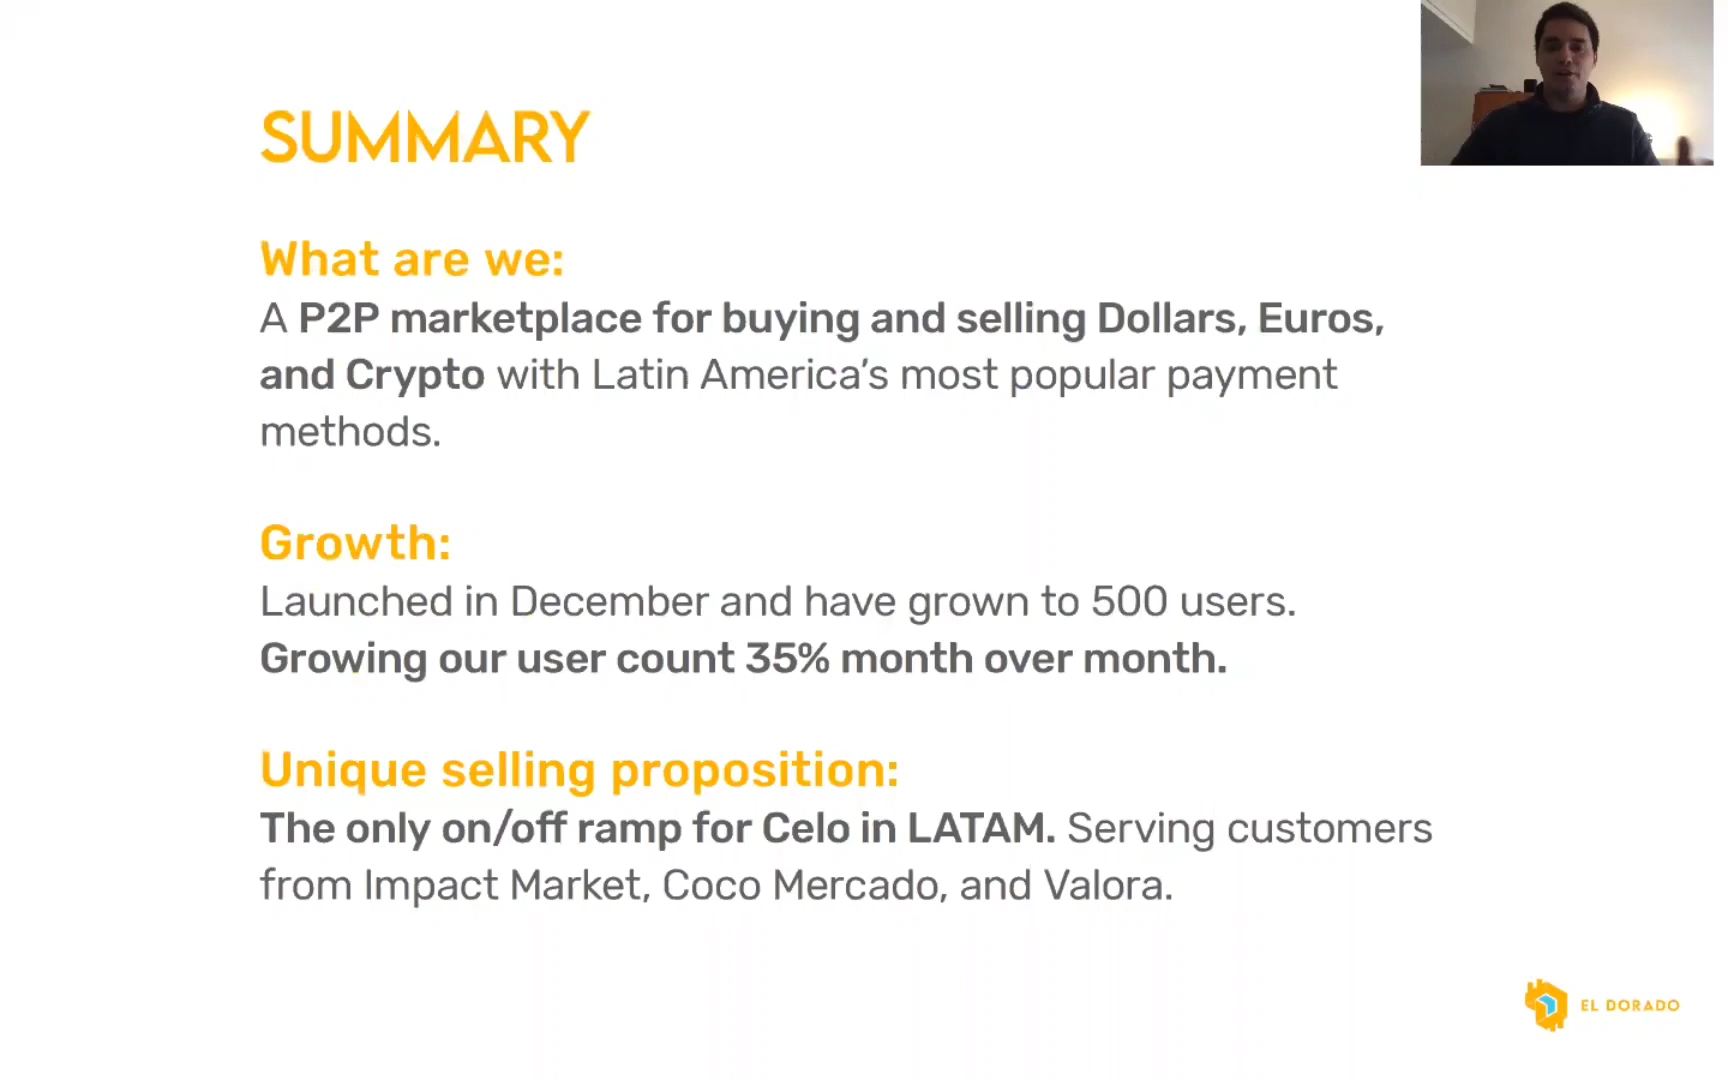 SUMMARY
What are we:
A P2P marketplace for buying and selling Dollars, Euros,
and Crypto with Latin America’s most popular payment
methods.
Growth:
Launched in December and have grown to 500 users.
Growing our user count 35% month over month.
Unique selling proposition:
The only on/off ramp for Celo in LATAM. Serving customers
from Impact Market, Coco Mercado, and Valora.
EL DORADO